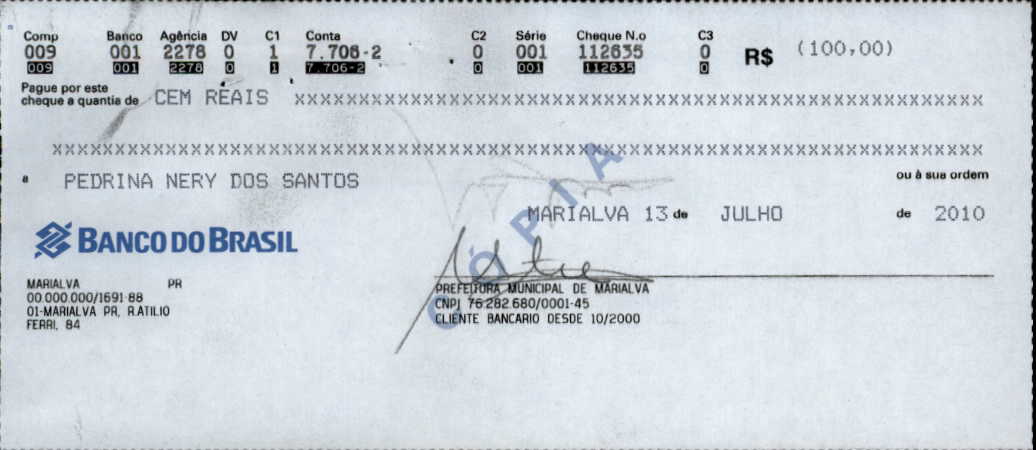 Comp Banco Agência DV C1 Conta C2 Série Cheque N.o C3
009 001 2278 0 1 7.706-2 0 001 112635 0 R$ (100,00)
009 001 2278 0 1 7.706-2 0 001 112635 0
Pague por este
cheque a quantia de CEM REAIS xxxxxxxxxxxxxxxxxxxxxxxxxxxxxxxxxxxxxxxxxxxxxxxxxxxxxxxxxxxx
xxxxxxxxxxxxxxxxxxxxxxxxxxxxxxxxxxxxxxxxxxxxxxxxxxxxxxxxxxxxxxxxxxxxxxxxxxxxxxxxx
a PEDRINA NERY DOS SANTOS ou à sua ordem
MARIALVA 13 de JULHO de 2010
BANCO DO BRASIL
CÓPIA
MARIALVA PR
00.000.000/1691-88
01-MARIALVA PR, R.ATILIO
FERRI, 84
PREFEITURA MUNICIPAL DE MARIALVA
CNPJ 76.282.680/0001-45
CLIENTE BANCARIO DESDE 10/2000